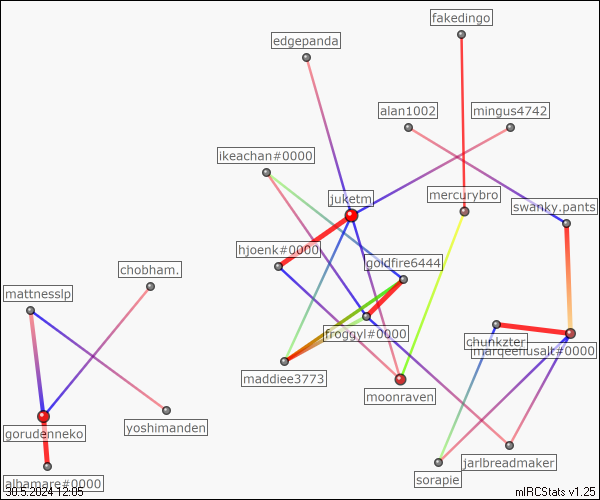 fakedingo
edgepanda
alan1002
mingus4742
ikeachan#0000
juketm
mercurybro
swanky.pants
hjoenk#0000
goldfire6444
chobham.
mattnesslp
froggyl#0000
chunkzter
marqeehusalt#0000
maddiee3773
moonraven
gorudenneko
yoshimanden
jarlbreadmaker
sorapie
albamare#0000
30.5.2024 12:05
mIRCStats v1.25